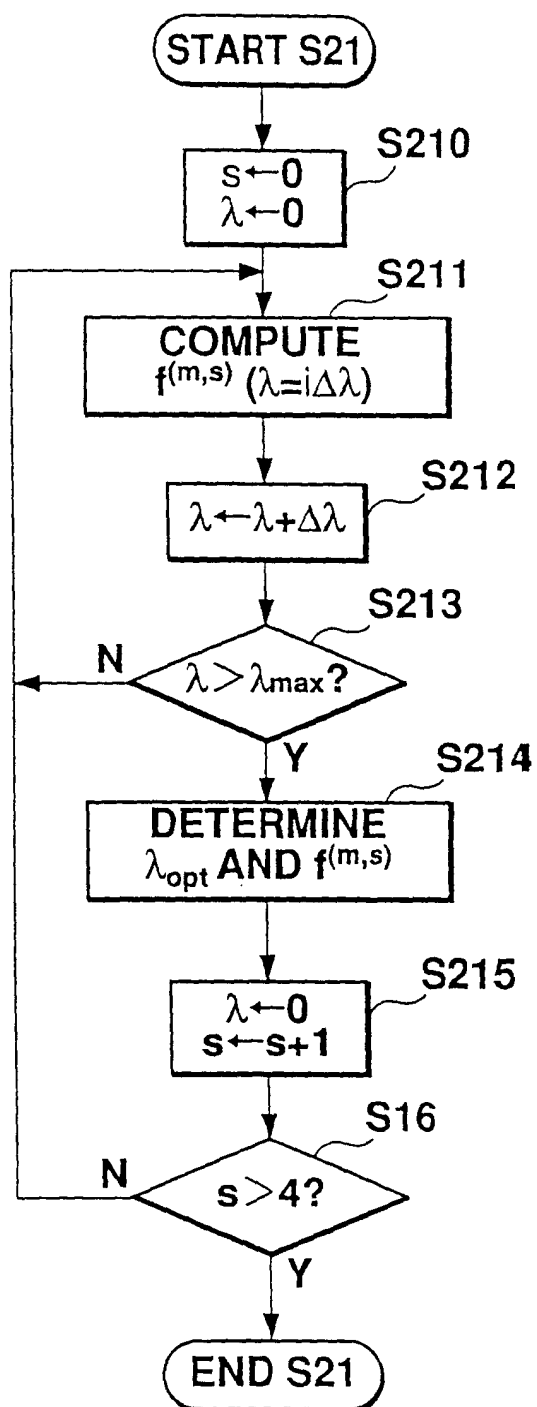 START S21
S210
s←0
λ←0
S211
COMPUTE
f(m,s) (λ=iΔλ)
S212
λ←λ+Δλ
S213
N
λ>λmax?
Y
S214
DETERMINE
λopt AND f(m,s)
S215
λ←0
s←s+1
S16
N
s>4?
Y
END S21